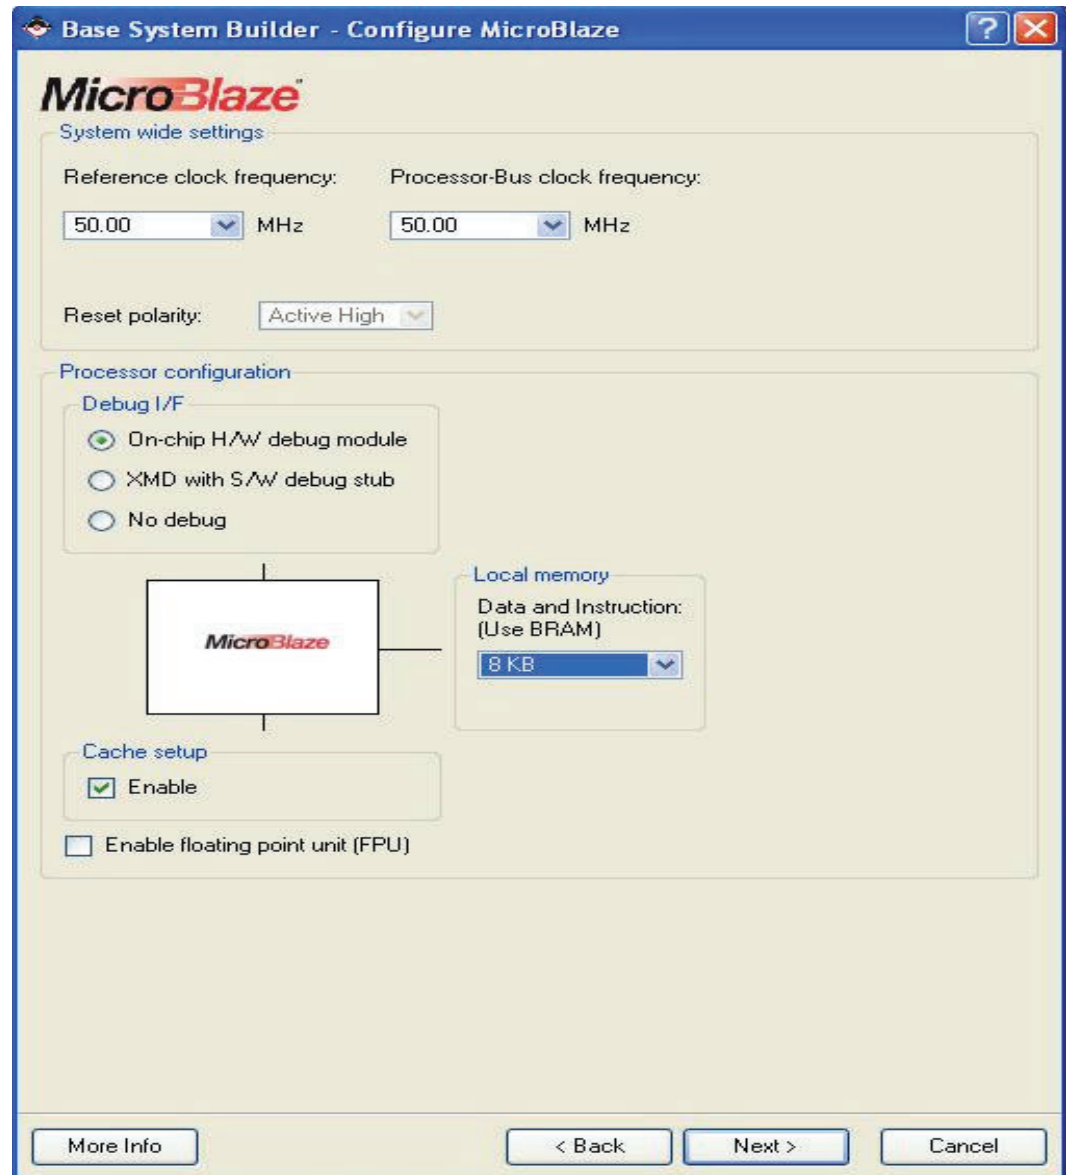 Base System Builder - Configure MicroBlaze
MicroBlaze™
System wide settings
Reference clock frequency: Processor-Bus clock frequency:
50.00 MHz 50.00 MHz
Reset polarity: Active High
Processor configuration
Debug I/F
On-chip H/W debug module
XMD with S/W debug stub
No debug
Local memory
Data and Instruction:
(Use BRAM)
MicroBlaze
8 KB
Cache setup
Enable
Enable floating point unit (FPU)
More Info < Back Next > Cancel